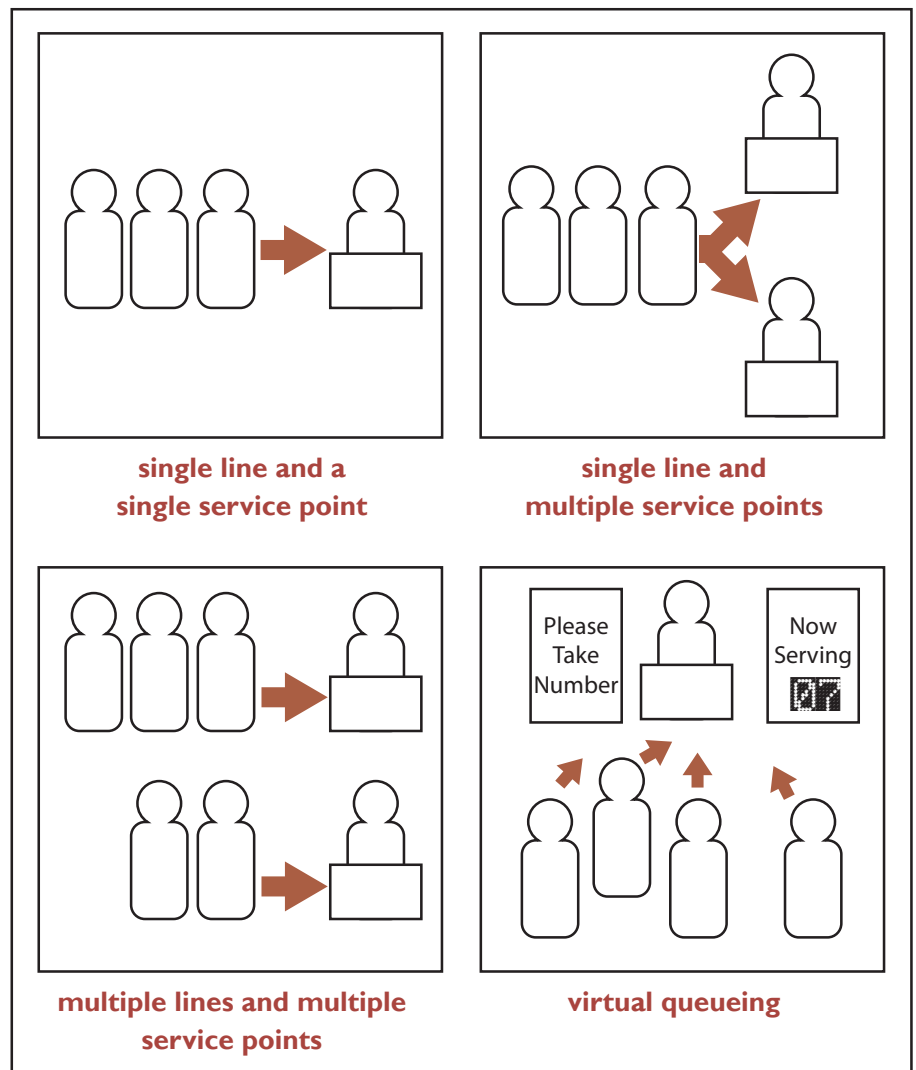 single line and a
single service point
single line and
multiple service points
Please
Take
Number
Now
Serving
07
multiple lines and multiple
service points
virtual queueing